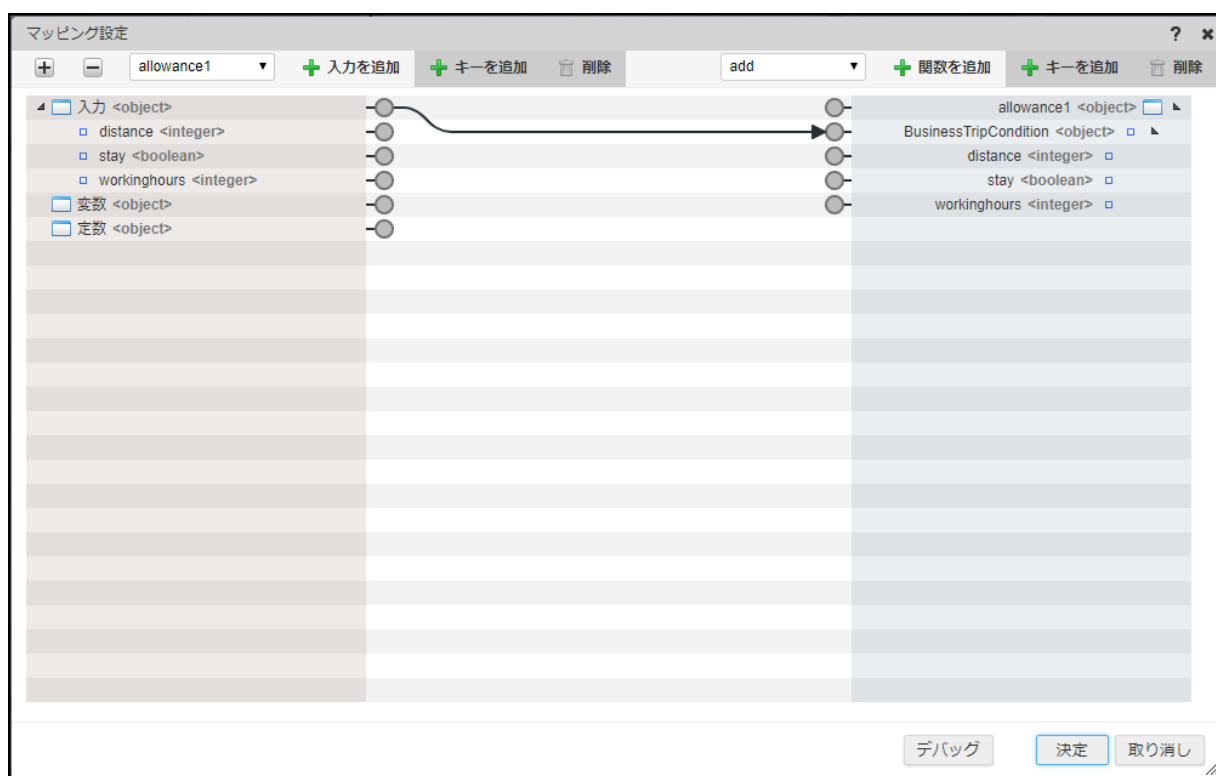 マッピング設定
? ×
allowance1 入力を追加 キーを追加 削除 add 関数を追加 キーを追加 削除
入力 <object> allowance1 <object>
distance <integer> BusinessTripCondition <object>
stay <boolean> distance <integer>
workinghours <integer> stay <boolean>
変数 <object> workinghours <integer>
定数 <object>
デバッグ 決定 取り消し